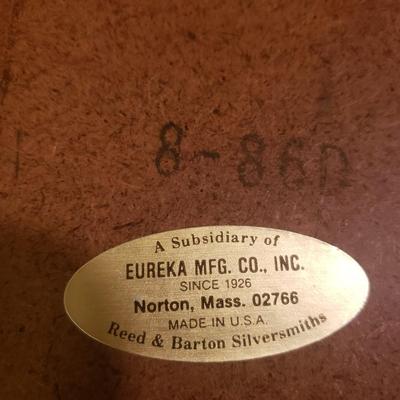 8-86D
A Subsidiary of
EUREKA MFG. CO., INC.
SINCE 1926
Norton, Mass. 02766
MADE IN U.S.A.
Reed & Barton Silversmiths